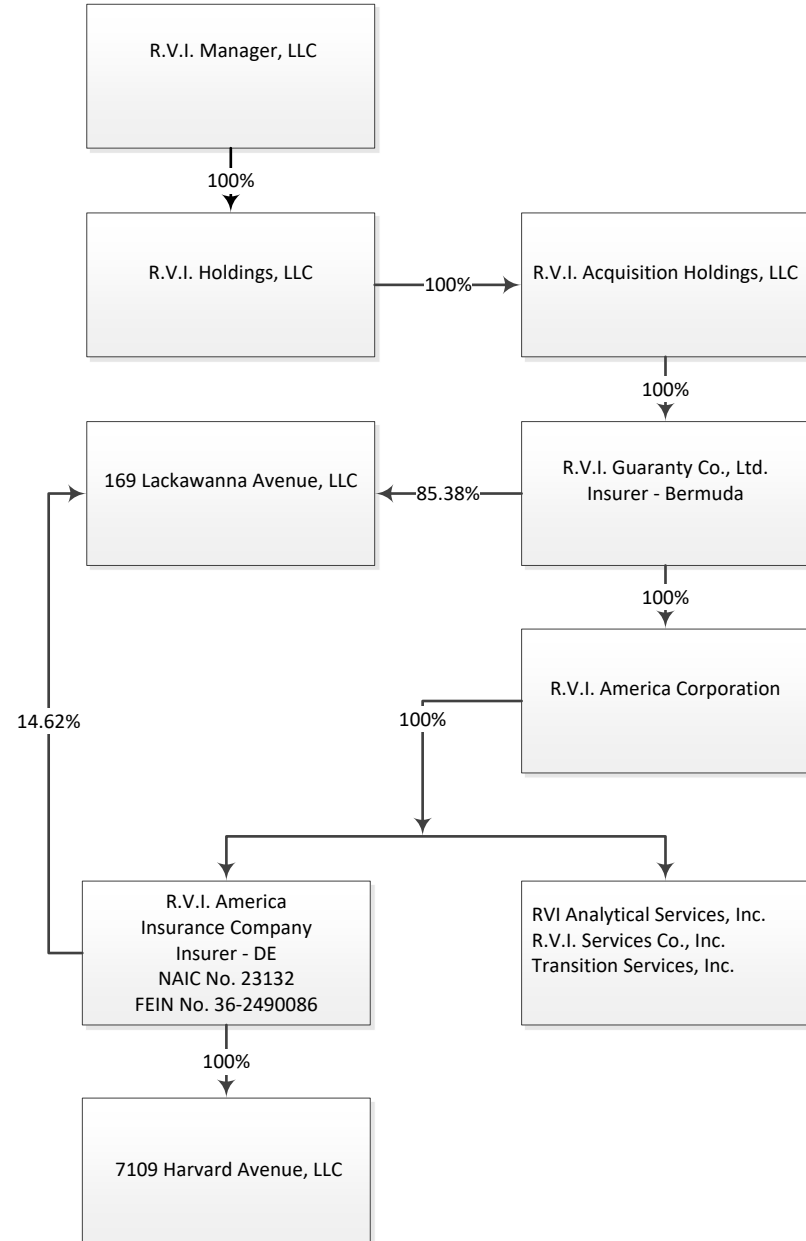 R.V.I. Manager, LLC
100%
R.V.I. Holdings, LLC
100%
R.V.I. Acquisition Holdings, LLC
100%
169 Lackawanna Avenue, LLC
85.38%
R.V.I. Guaranty Co., Ltd.
Insurer - Bermuda
100%
R.V.I. America Corporation
14.62%
100%
R.V.I. America
Insurance Company
Insurer - DE
NAIC No. 23132
FEIN No. 36-2490086
RVI Analytical Services, Inc.
R.V.I. Services Co., Inc.
Transition Services, Inc.
100%
7109 Harvard Avenue, LLC